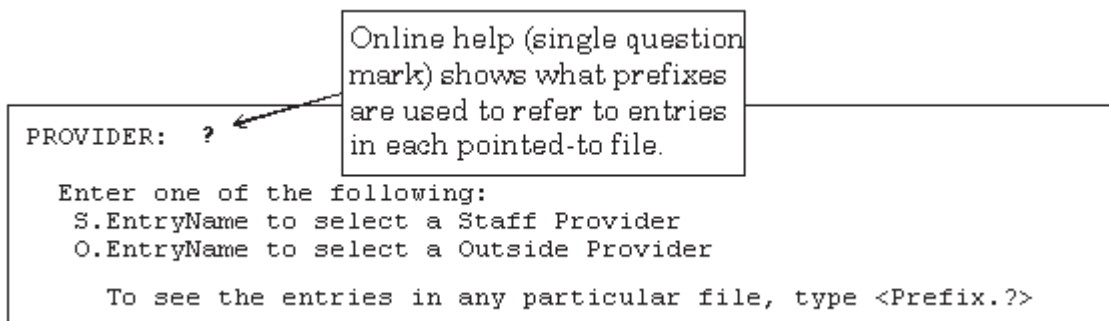 Online help (single question
mark) shows what prefixes
are used to refer to entries
in each pointed-to file.
PROVIDER: ?
Enter one of the following:
S.EntryName to select a Staff Provider
O.EntryName to select a Outside Provider
To see the entries in any particular file, type <Prefix.?>